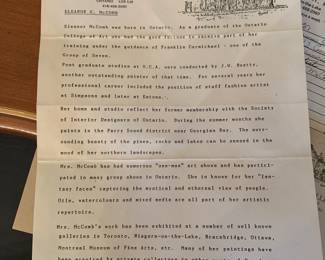 ELEANOR K. McCOMB
Eleanor McComb was born in Ontario. As a graduate of the Ontario
College of Art she had the good fortune to receive part of her
training under the guidance of Franklin Carmichael - one of the
Group of Seven.
Post graduate studies at O.C.A. were conducted by J.W. Beatty,
another outstanding painter of that time. For several years her
professional career included the position of staff fashion artist
at Simpsons and later at Eatons.
Her home and studio reflect her former membership with the Society
of Interior Designers of Ontario. During the summer months she
paints in the Parry Sound district near Georgian Bay. The outs-
tanding beauty of the pines, rocks and lakes can be sensed in the
mood of her northern landscapes.
Mrs. McComb has had numerous "one-man" art shows and has partici-
pated in many group shows in Ontario. She is known for her "fan-
tasy faces" capturing the mystical and ethereal view of people.
Oils, watercolours and mixed media are all part of her artistic
repertoire.
Mrs. McComb's work has been exhibited at a number of well known
galleries in Toronto, Niagara-on-the-Lake, Bracebridge, Ottawa,
Montreal Museum of Fine Arts, etc. Many of her paintings have
been acquired by private collectors